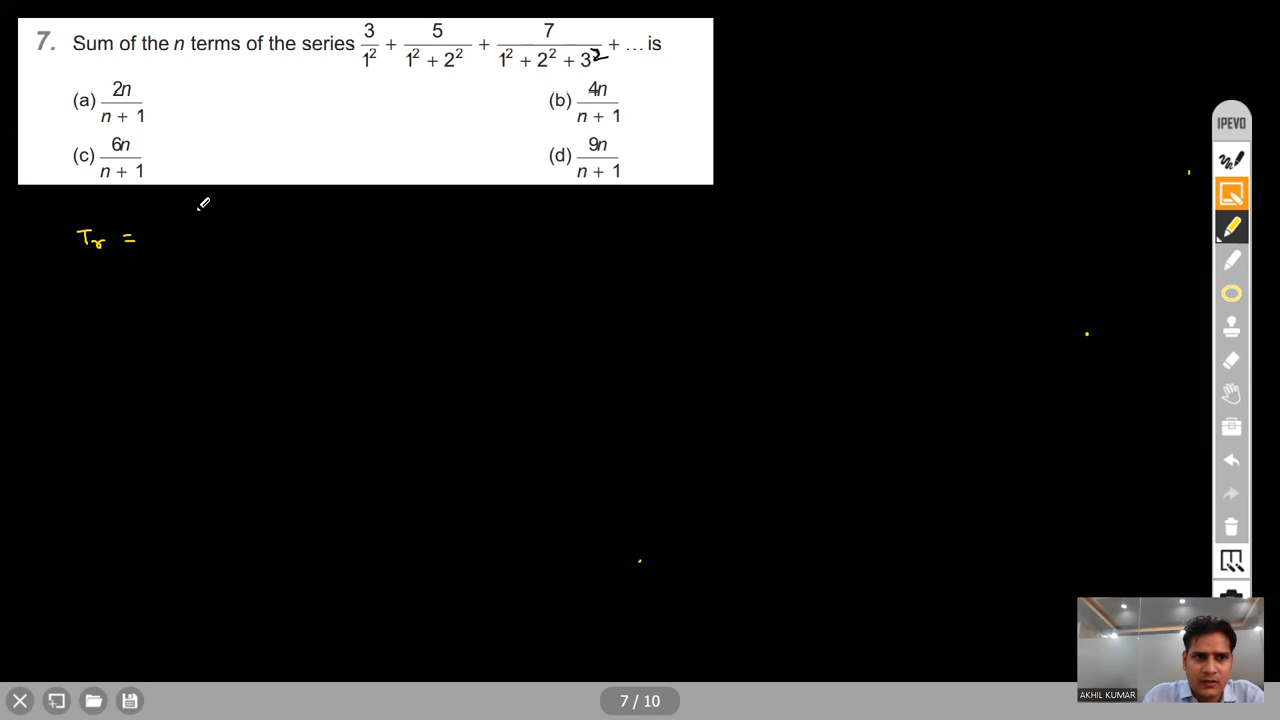 7. Sum of the n terms of the series 3/1² + 5/(1² + 2²) + 7/(1² + 2² + 3²) + ... is
(a) 2n/(n + 1) (b) 4n/(n + 1)
(c) 6n/(n + 1) (d) 9n/(n + 1)
Tr =
IPEVO
AKHIL KUMAR
7 / 10